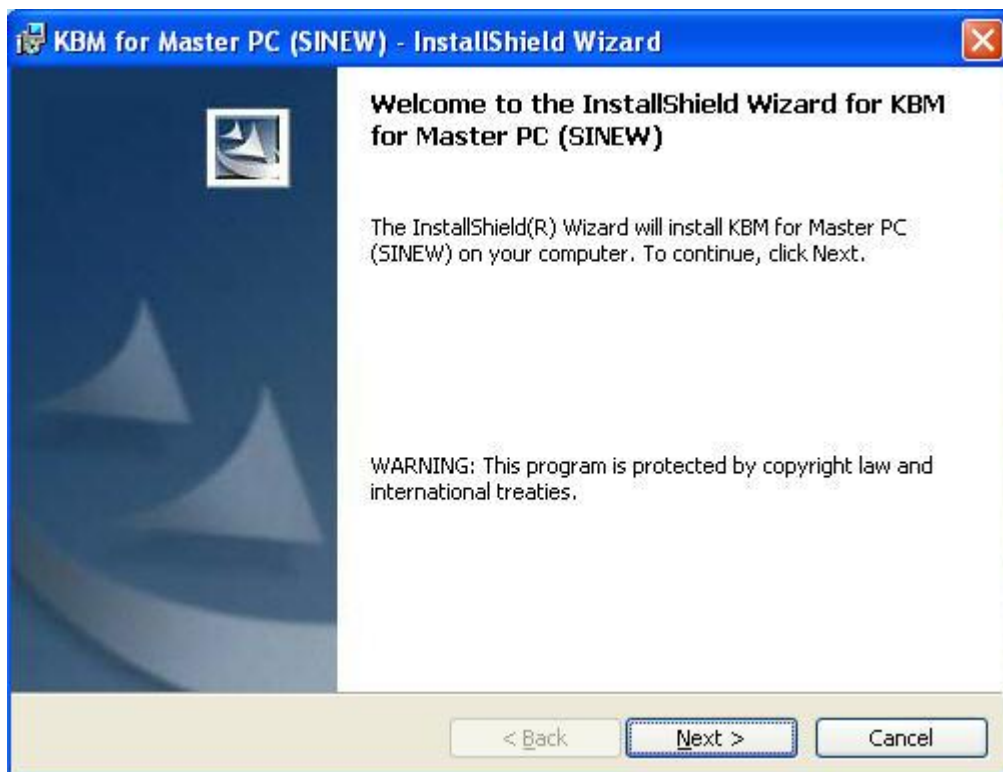 KBM for Master PC (SINEW) - InstallShield Wizard
Welcome to the InstallShield Wizard for KBM
for Master PC (SINEW)
The InstallShield(R) Wizard will install KBM for Master PC
(SINEW) on your computer. To continue, click Next.
WARNING: This program is protected by copyright law and
international treaties.
< Back Next > Cancel